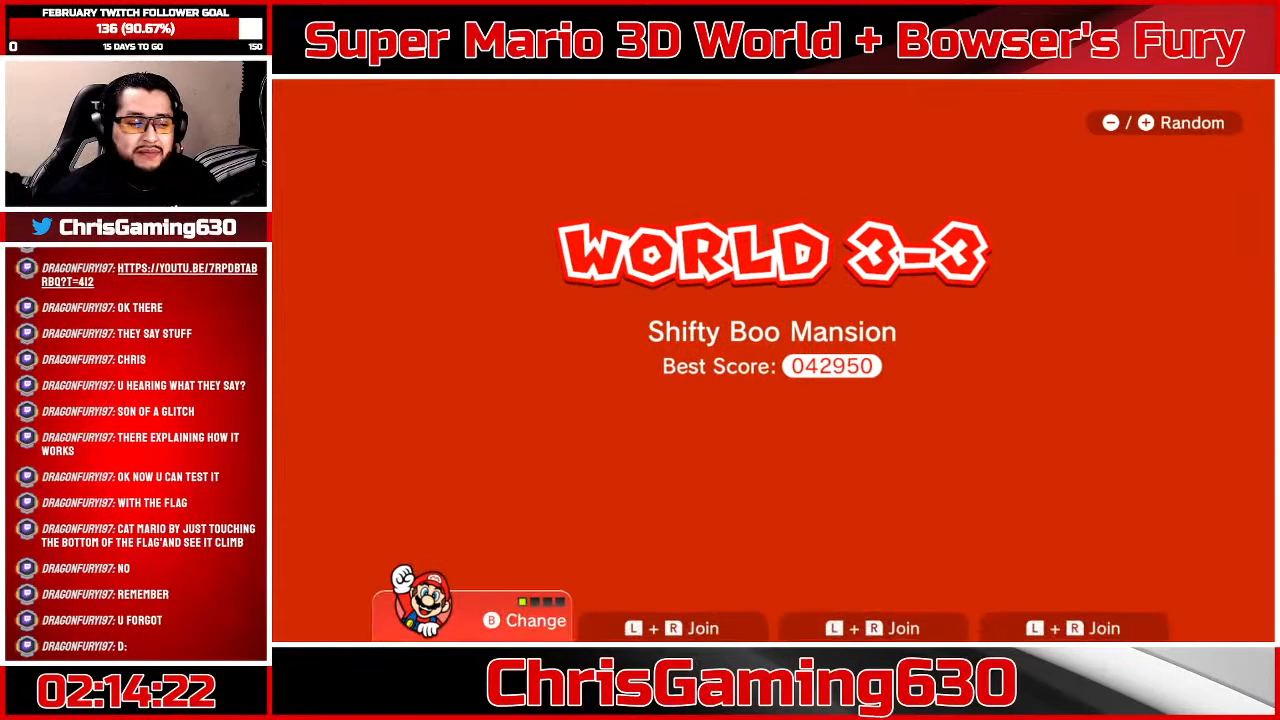 FEBRUARY TWITCH FOLLOWER GOAL
136 (90.67%)
0 15 DAYS TO GO 150
Super Mario 3D World + Bowser's Fury
- / + Random
ChrisGaming630
DRAGONFURY197: HTTPS://YOUTU.BE/7RPDBTAB
RBQ?T=412
DRAGONFURY197: OK THERE
DRAGONFURY197: THEY SAY STUFF
DRAGONFURY197: CHRIS
DRAGONFURY197: U HEARING WHAT THEY SAY?
DRAGONFURY197: SON OF A GLITCH
DRAGONFURY197: THERE EXPLAINING HOW IT
WORKS
DRAGONFURY197: OK NOW U CAN TEST IT
DRAGONFURY197: WITH THE FLAG
DRAGONFURY197: CAT MARIO BY JUST TOUCHING
THE BOTTOM OF THE FLAG'AND SEE IT CLIMB
DRAGONFURY197: NO
DRAGONFURY197: REMEMBER
DRAGONFURY197: U FORGOT
DRAGONFURY197: D:
WORLD 3-3
Shifty Boo Mansion
Best Score: 042950
B Change
L + R Join
L + R Join
L + R Join
02:14:22
ChrisGaming630